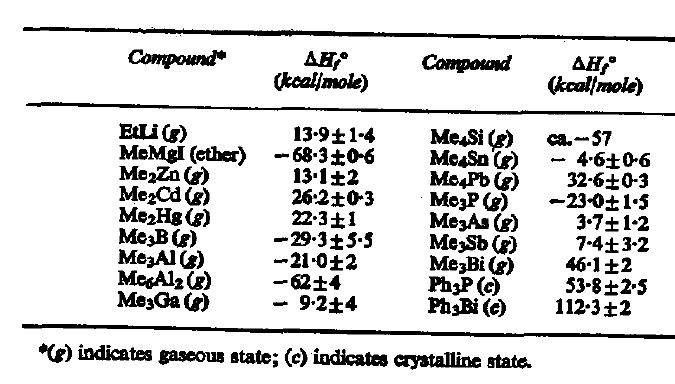 Compound* ΔHf° Compound ΔHf°
(kcal/mole) (kcal/mole)
EtLi (g) 13·9±1·4 Me4Si (g) ca.−57
MeMgI (ether) −68·3±0·6 Me4Sn (g) − 4·6±0·6
Me2Zn (g) 13·1±2 Me4Pb (g) 32·6±0·3
Me2Cd (g) 26·2±0·3 Me3P (g) −23·0±1·5
Me2Hg (g) 22·3±1 Me3As (g) 3·7±1·2
Me3B (g) −29·3±5·5 Me3Sb (g) 7·4±3·2
Me3Al (g) −21·0±2 Me3Bi (g) 46·1±2
Me6Al2 (g) −62±4 Ph3P (c) 53·8±2·5
Me3Ga (g) − 9·2±4 Ph3Bi (c) 112·3±2
*(g) indicates gaseous state; (c) indicates crystalline state.